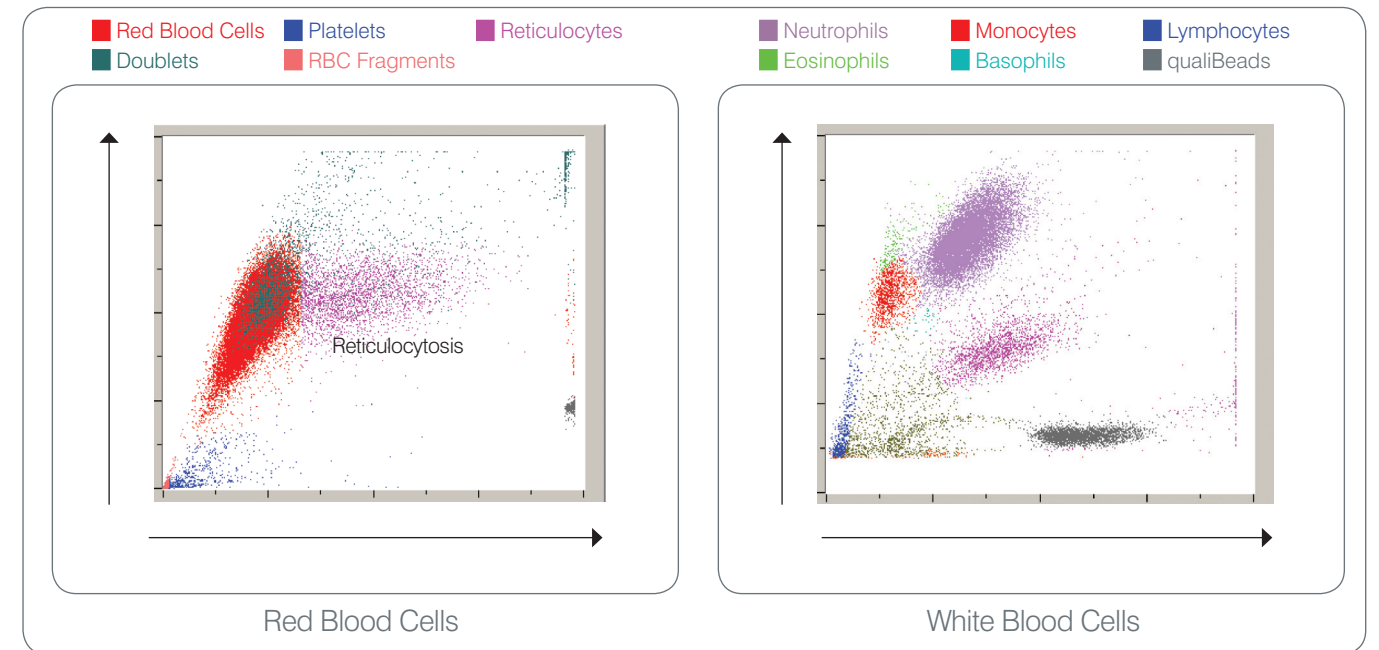 Red Blood Cells Platelets Reticulocytes
Doublets RBC Fragments
Neutrophils Monocytes Lymphocytes
Eosinophils Basophils qualiBeads
Reticulocytosis
Red Blood Cells
White Blood Cells